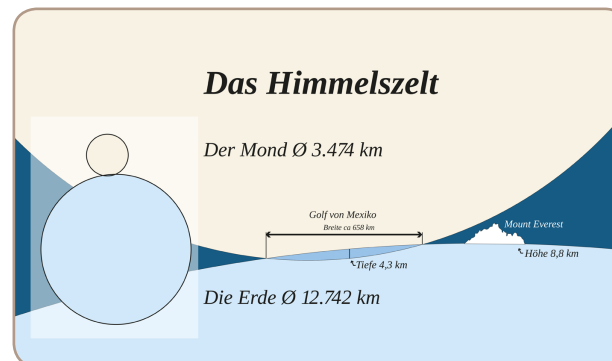 Das Himmelszelt
Der Mond Ø 3.474 km
Golf von Mexiko
Breite ca 658 km
Mount Everest
Höhe 8,8 km
Tiefe 4,3 km
Die Erde Ø 12.742 km